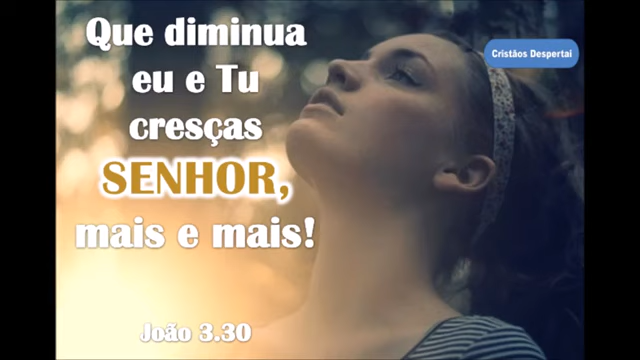 Que diminua
eu e Tu
cresças
SENHOR,
mais e mais!
João 3.30
Cristãos Despertai